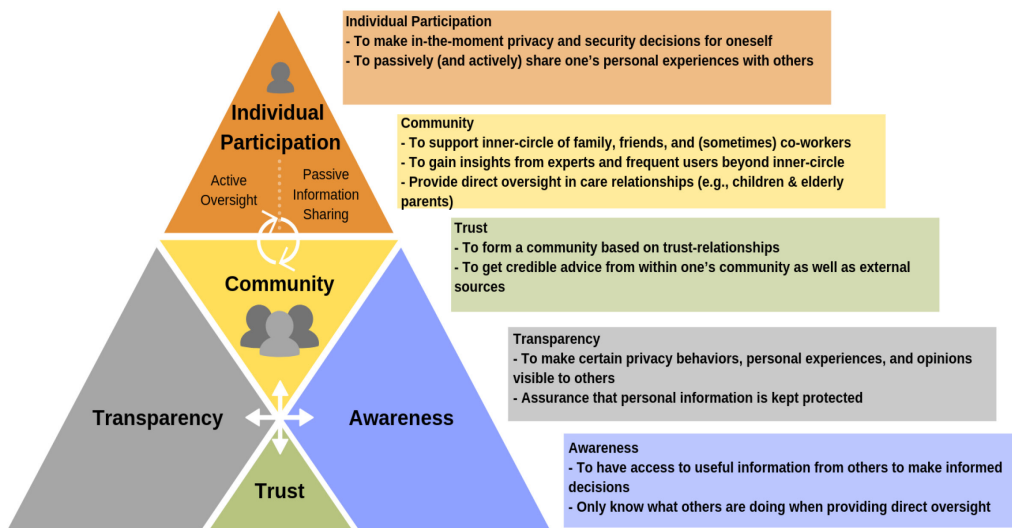 Individual
Participation
Active
Oversight
Passive
Information
Sharing
Community
Transparency
Awareness
Trust
Individual Participation
- To make in-the-moment privacy and security decisions for oneself
- To passively (and actively) share one's personal experiences with others
Community
- To support inner-circle of family, friends, and (sometimes) co-workers
- To gain insights from experts and frequent users beyond inner-circle
- Provide direct oversight in care relationships (e.g., children & elderly
parents)
Trust
- To form a community based on trust-relationships
- To get credible advice from within one's community as well as external
sources
Transparency
- To make certain privacy behaviors, personal experiences, and opinions
visible to others
- Assurance that personal information is kept protected
Awareness
- To have access to useful information from others to make informed
decisions
- Only know what others are doing when providing direct oversight